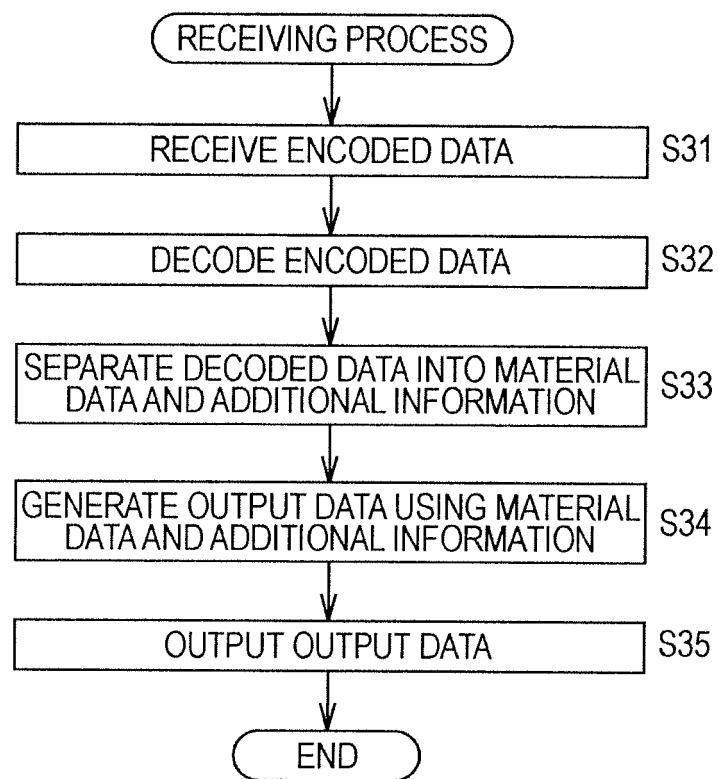 RECEIVING PROCESS
RECEIVE ENCODED DATA S31
DECODE ENCODED DATA S32
SEPARATE DECODED DATA INTO MATERIAL
DATA AND ADDITIONAL INFORMATION S33
GENERATE OUTPUT DATA USING MATERIAL
DATA AND ADDITIONAL INFORMATION S34
OUTPUT OUTPUT DATA S35
END